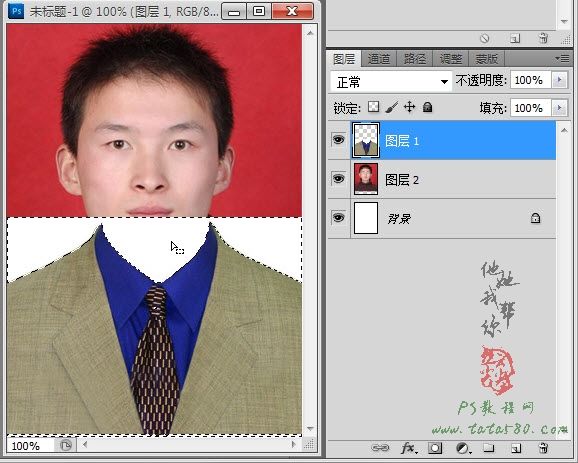 Ps 未标题-1 @ 100% (图层 1, RGB/8...
100%
图层 通道 路径 调整 蒙版
正常 不透明度: 100%
锁定: 填充: 100%
图层 1
图层 2
背景
fx
他她
我帮
你
PS教程网
www.tata580.com